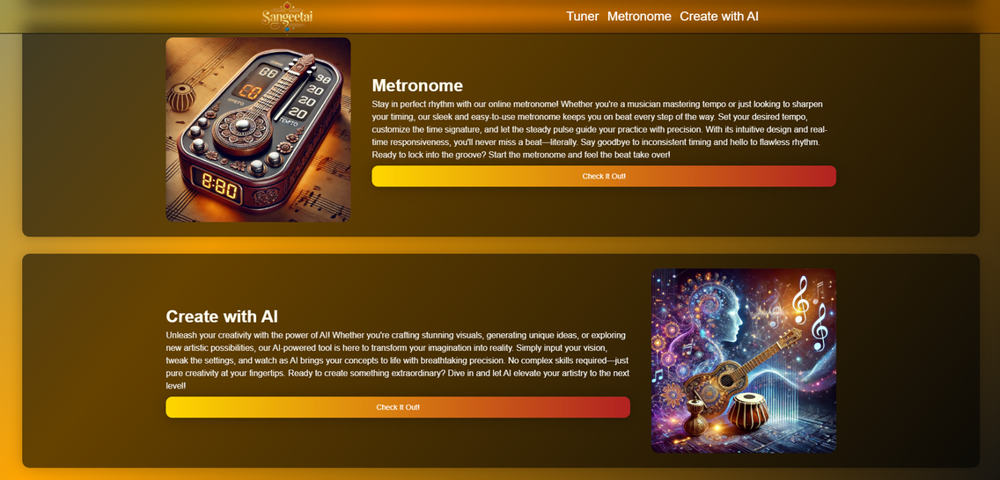 Sangeetai
Tuner Metronome Create with AI
Metronome
Stay in perfect rhythm with our online metronome! Whether you're a musician mastering tempo or just looking to sharpen
your timing, our sleek and easy-to-use metronome keeps you on beat every step of the way. Set your desired tempo,
customize the time signature, and let the steady pulse guide your practice with precision. With its intuitive design and real-
time responsiveness, you'll never miss a beat—literally. Say goodbye to inconsistent timing and hello to flawless rhythm.
Ready to lock into the groove? Start the metronome and feel the beat take over!
Check It Out!
90
20
20
20
8:80
Create with AI
Unleash your creativity with the power of AI! Whether you're crafting stunning visuals, generating unique ideas, or exploring
new artistic possibilities, our AI-powered tool is here to transform your imagination into reality. Simply input your vision,
tweak the settings, and watch as AI brings your concepts to life with breathtaking precision. No complex skills required—just
pure creativity at your fingertips. Ready to create something extraordinary? Dive in and let AI elevate your artistry to the next
level!
Check It Out!